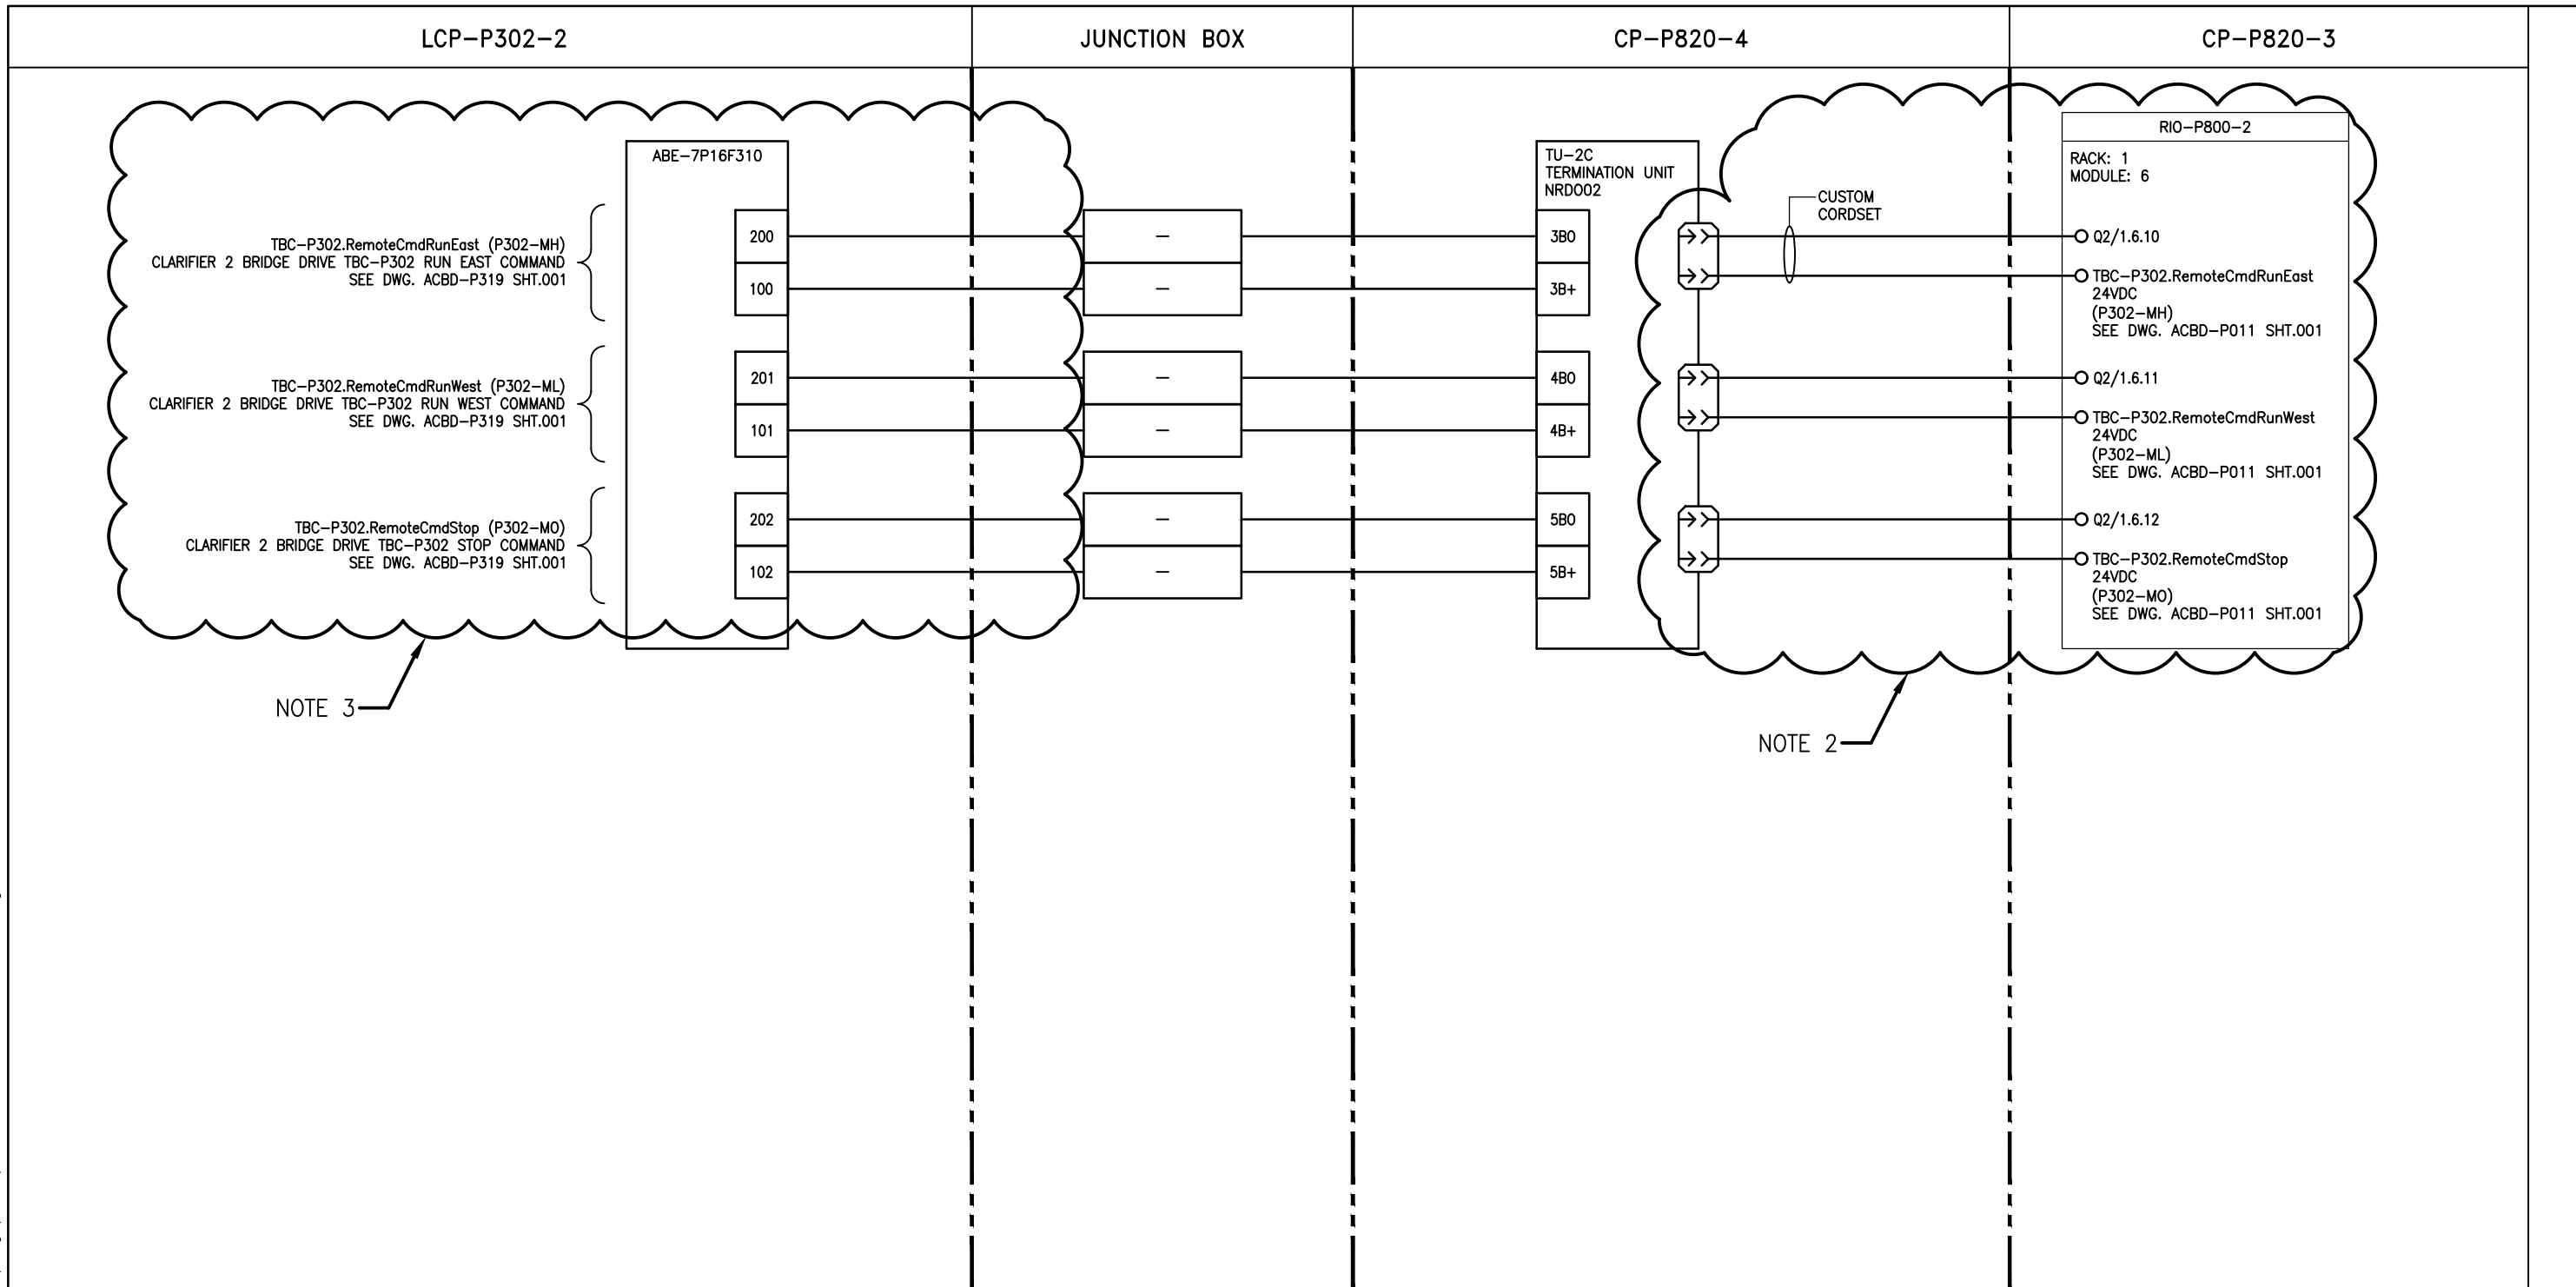 LCP-P302-2
JUNCTION BOX
CP-P820-4
CP-P820-3
ABE-7P16F310
TBC-P302.RemoteCmdRunEast (P302-MH)
CLARIFIER 2 BRIDGE DRIVE TBC-P302 RUN EAST COMMAND
SEE DWG. ACBD-P319 SHT.001
200
100
TBC-P302.RemoteCmdRunWest (P302-ML)
CLARIFIER 2 BRIDGE DRIVE TBC-P302 RUN WEST COMMAND
SEE DWG. ACBD-P319 SHT.001
201
101
TBC-P302.RemoteCmdStop (P302-MO)
CLARIFIER 2 BRIDGE DRIVE TBC-P302 STOP COMMAND
SEE DWG. ACBD-P319 SHT.001
202
102
NOTE 3
-
-
-
-
-
-
TU-2C
TERMINATION UNIT
NRDO02
3B0
3B+
4B0
4B+
5B0
5B+
CUSTOM
CORDSET
NOTE 2
RIO-P800-2
RACK: 1
MODULE: 6
Q2/1.6.10
TBC-P302.RemoteCmdRunEast
24VDC
(P302-MH)
SEE DWG. ACBD-P011 SHT.001
Q2/1.6.11
TBC-P302.RemoteCmdRunWest
24VDC
(P302-ML)
SEE DWG. ACBD-P011 SHT.001
Q2/1.6.12
TBC-P302.RemoteCmdStop
24VDC
(P302-MO)
SEE DWG. ACBD-P011 SHT.001